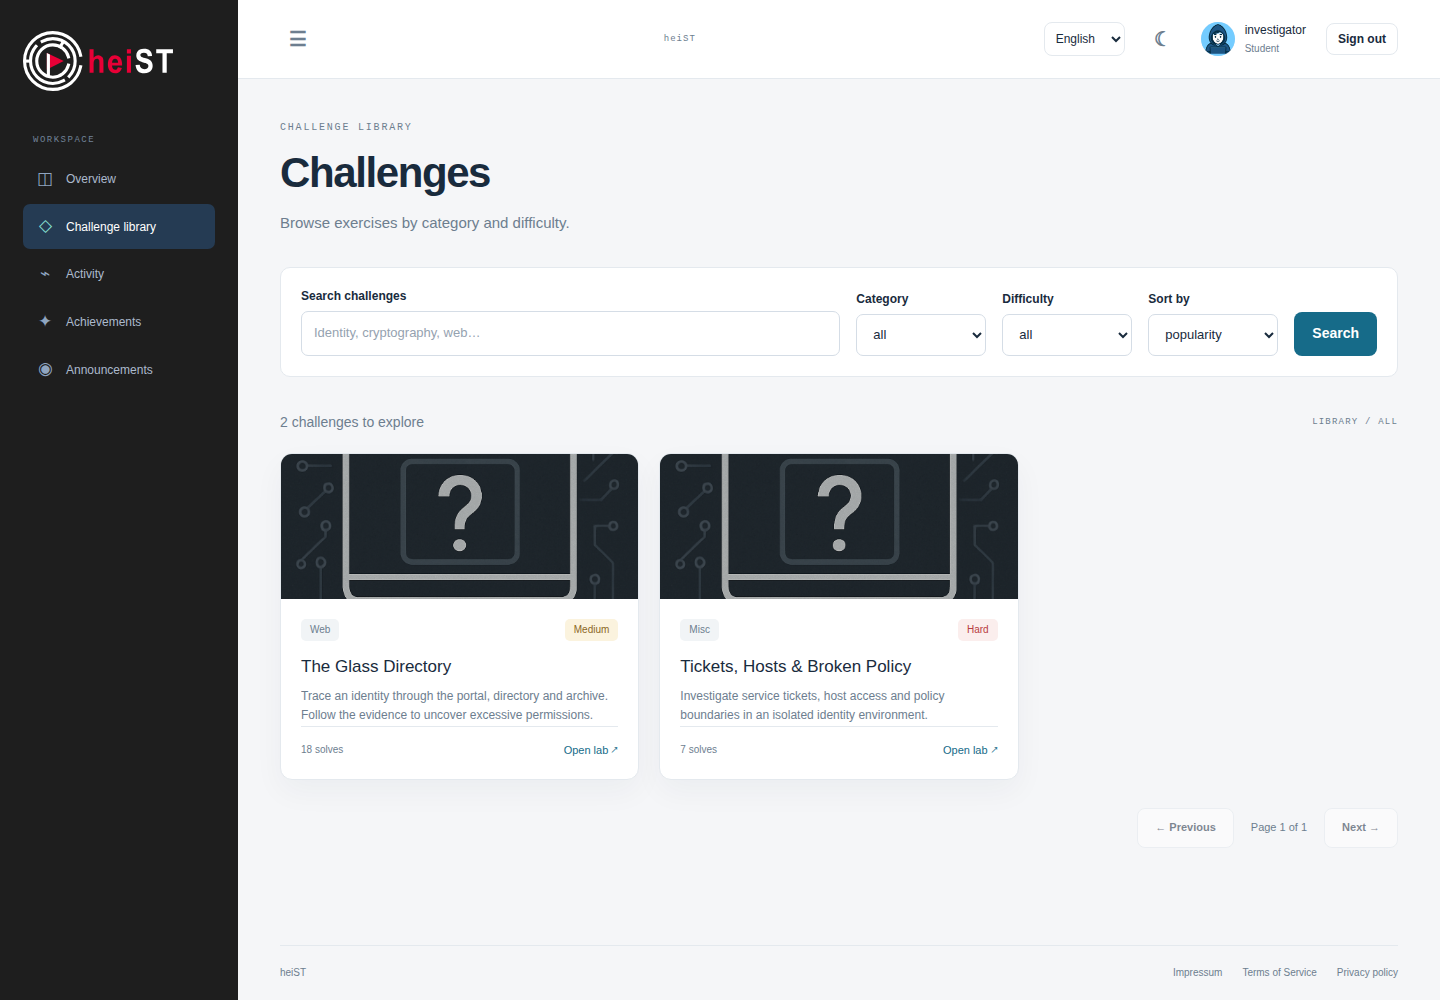 heiST
WORKSPACE
Overview
Challenge library
Activity
Achievements
Announcements
heiST
English
investigator
Student
Sign out
CHALLENGE LIBRARY
Challenges
Browse exercises by category and difficulty.
Search challenges
Identity, cryptography, web…
Category
all
Difficulty
all
Sort by
popularity
Search
2 challenges to explore
LIBRARY / ALL
?
Web
Medium
The Glass Directory
Trace an identity through the portal, directory and archive.
Follow the evidence to uncover excessive permissions.
18 solves
Open lab ↗
?
Misc
Hard
Tickets, Hosts & Broken Policy
Investigate service tickets, host access and policy
boundaries in an isolated identity environment.
7 solves
Open lab ↗
← Previous
Page 1 of 1
Next →
heiST
Impressum
Terms of Service
Privacy policy